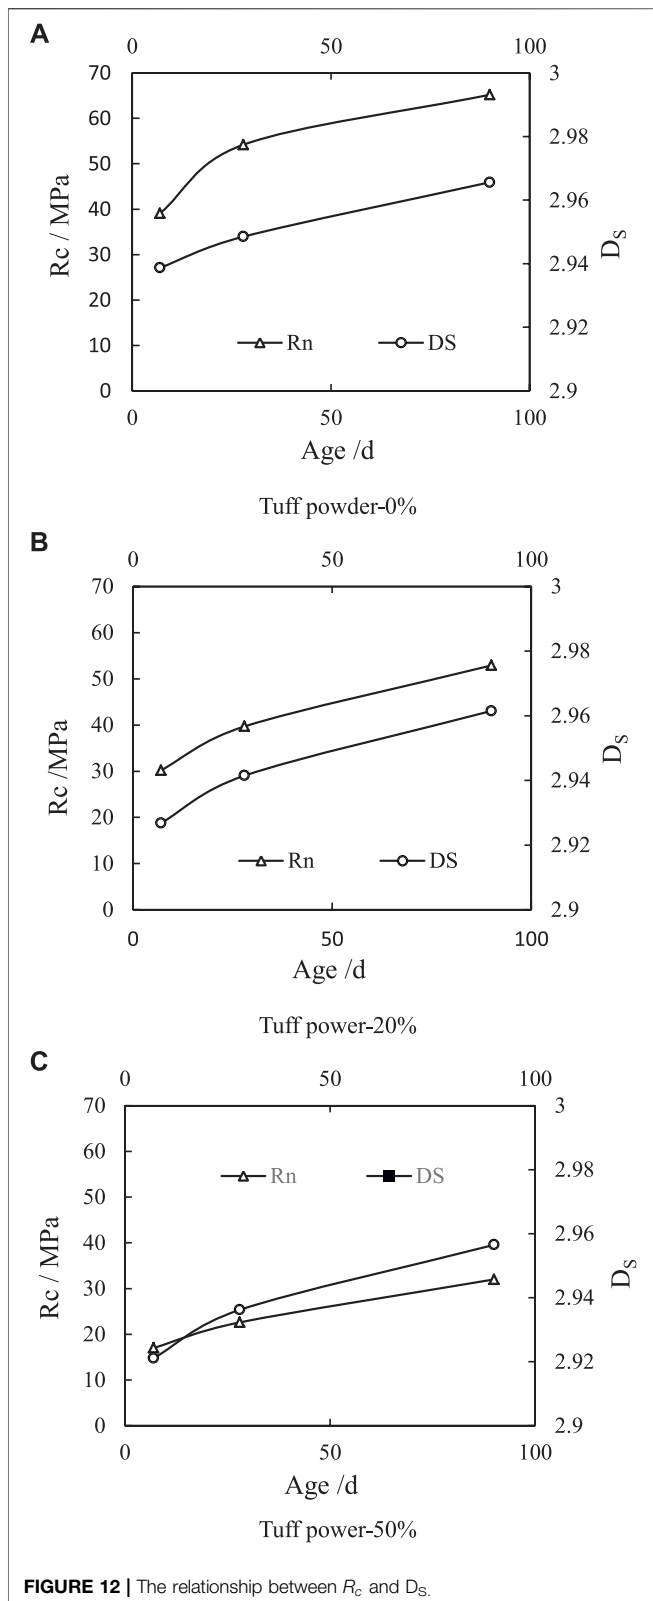 A
0 50 100
70 3
60 2.98
50 2.96
40 2.94
30 2.92
20 2.9
10
0
Rc / MPa
D_S
Rn DS
0 50 100
Age /d
Tuff powder-0%
B
0 50 100
70 3
60 2.98
50 2.96
40 2.94
30 2.92
20 2.9
10
0
Rc /MPa
D_S
Rn DS
0 50 100
Age /d
Tuff power-20%
C
0 50 100
70 3
60 2.98
50 2.96
40 2.94
30 2.92
20 2.9
10
0
Rc / MPa
D_S
Rn DS
0 50 100
Age /d
Tuff power-50%
FIGURE 12 | The relationship between R_c and D_S.